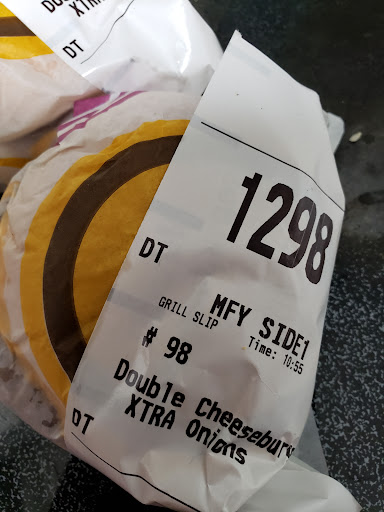 DT
1298
DT
MFY SIDE1
GRILL SLIP
Time: 10:55
# 98
Double Cheesebur
XTRA Onions
DT